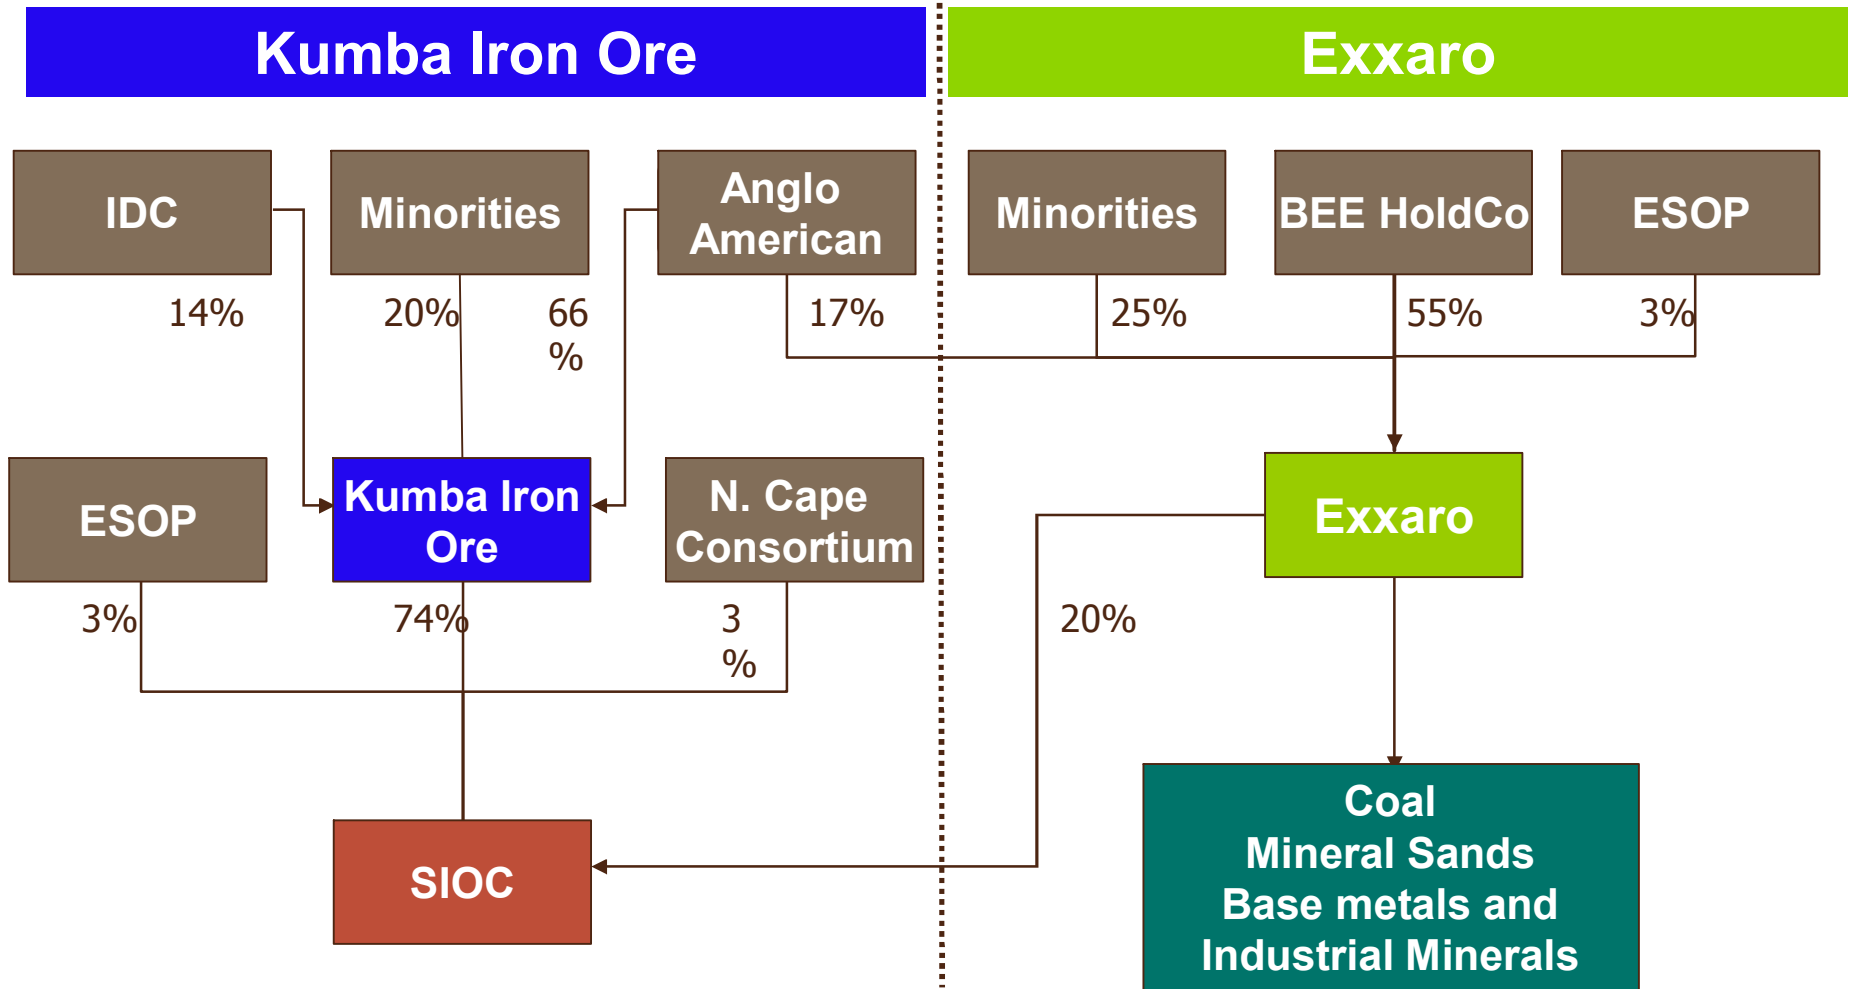 Kumba Iron Ore
Exxaro
IDC
Minorities
Anglo
American
Minorities
BEE HoldCo
ESOP
14%
20%
66
%
17%
25%
55%
3%
ESOP
Kumba Iron
Ore
N. Cape
Consortium
Exxaro
3%
74%
3
%
20%
SIOC
Coal
Mineral Sands
Base metals and
Industrial Minerals